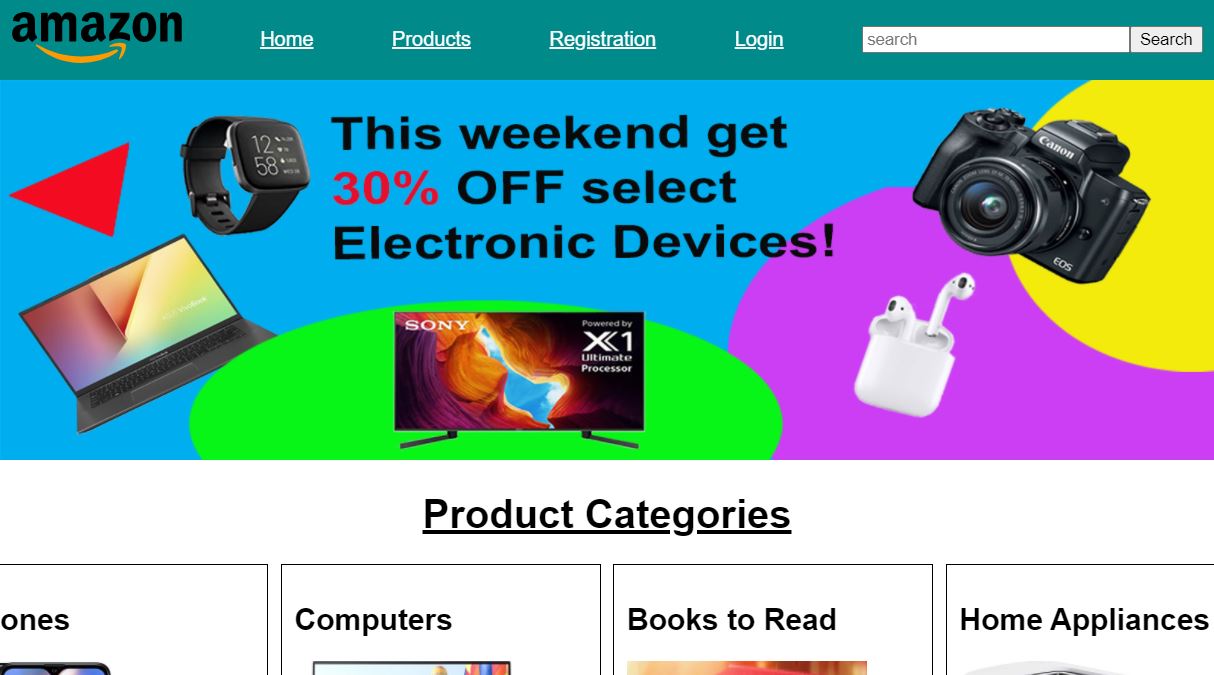 amazon
Home Products Registration Login search Search
This weekend get
30% OFF select
Electronic Devices!
12
58
Canon
EOS
SONY
Powered by
X1
Ultimate
Processor
Product Categories
ones Computers Books to Read Home Appliances